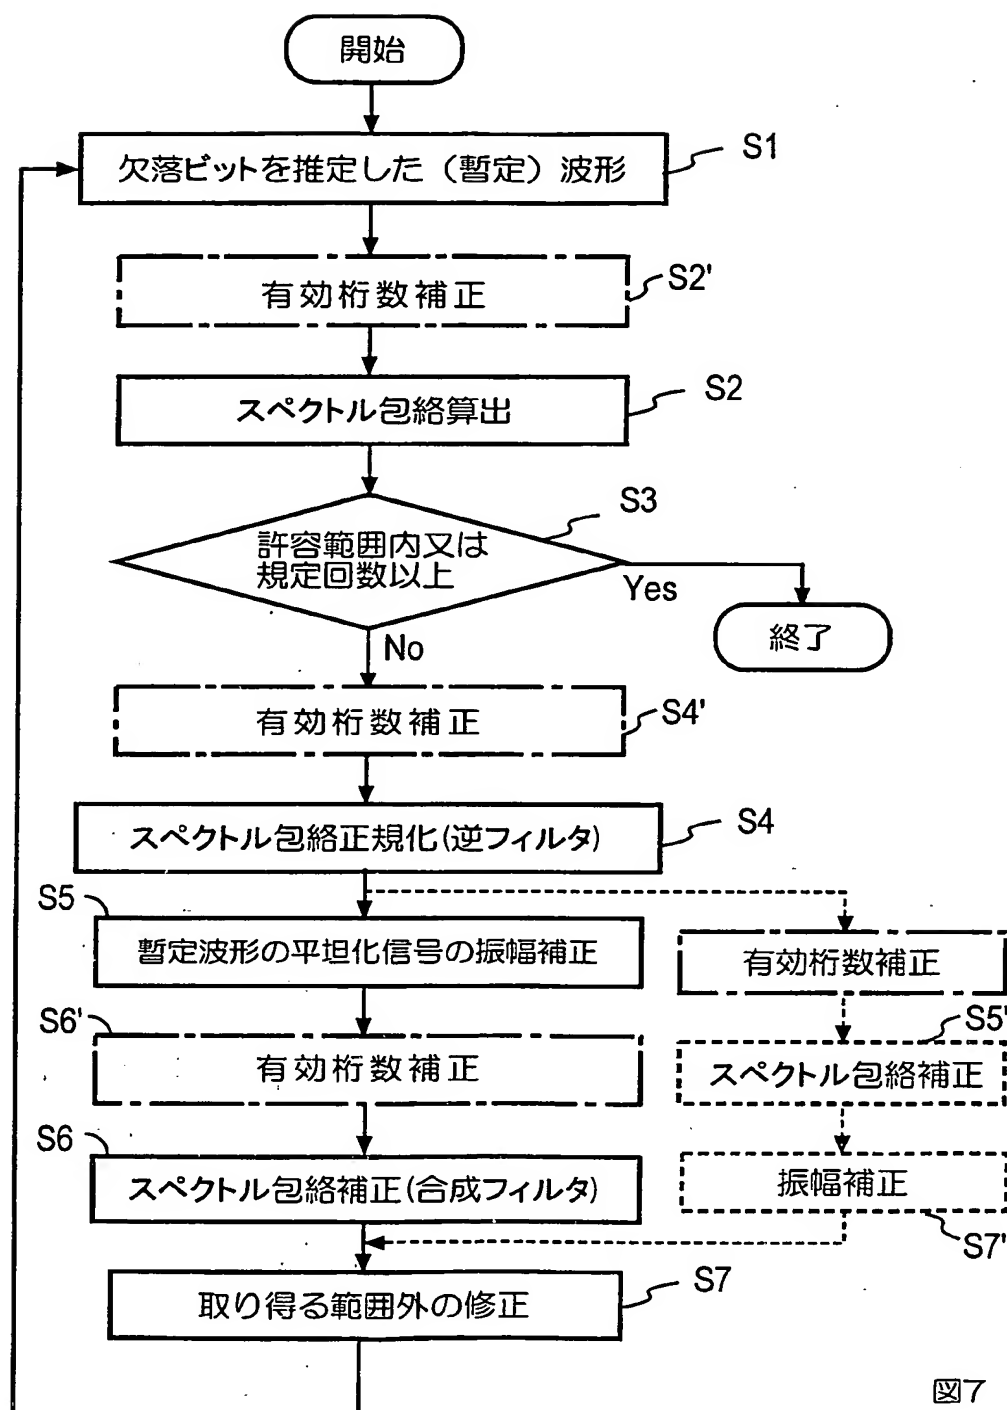 開始
欠落ビットを推定した（暫定）波形
S1
有効桁数補正
S2'
スペクトル包絡算出
S2
許容範囲内又は
規定回数以上
S3
Yes
終了
No
有効桁数補正
S4'
スペクトル包絡正規化(逆フィルタ)
S4
S5
暫定波形の平坦化信号の振幅補正
有効桁数補正
S6'
有効桁数補正
S5'
スペクトル包絡補正
S6
スペクトル包絡補正(合成フィルタ)
振幅補正
S7'
取り得る範囲外の修正
S7
図7